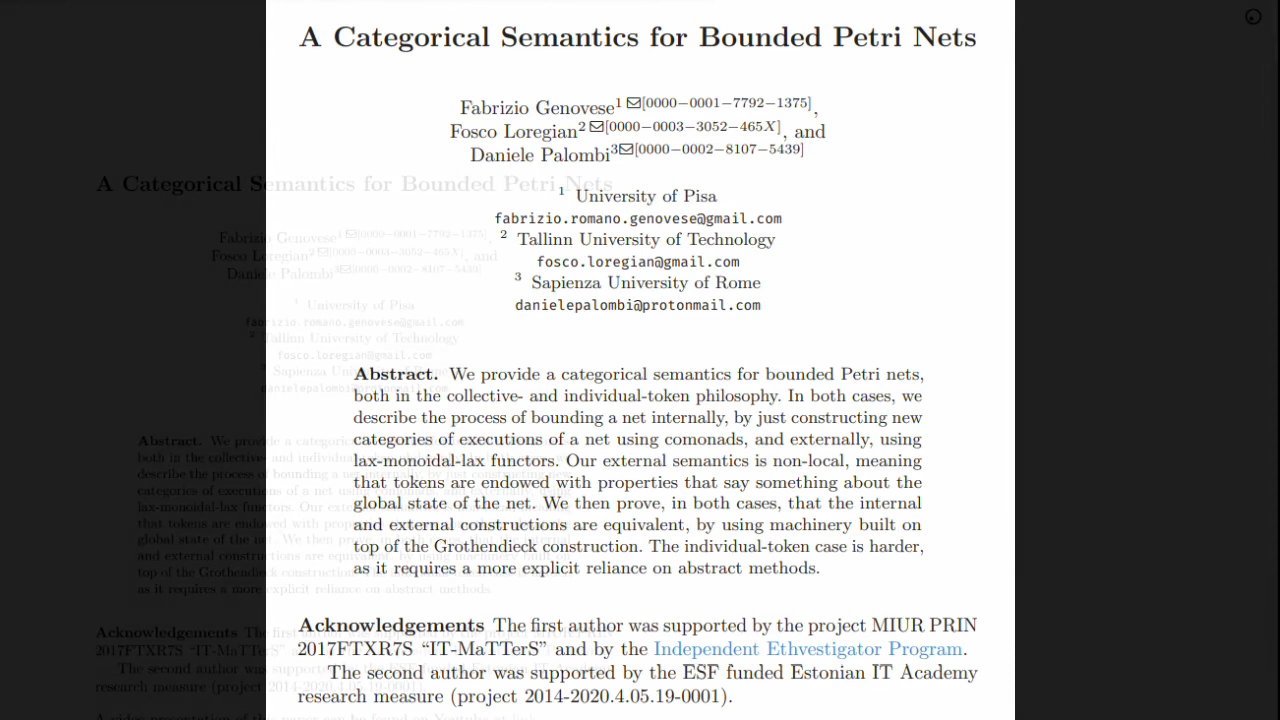 A Categorical Semantics for Bounded Petri Nets
Fabrizio Genovese1 [0000−0001−7792−1375],
Fosco Loregian2 [0000−0003−3052−465X], and
Daniele Palombi3 [0000−0002−8107−5439]
1 University of Pisa
fabrizio.romano.genovese@gmail.com
2 Tallinn University of Technology
fosco.loregian@gmail.com
3 Sapienza University of Rome
danielepalombi@protonmail.com
Abstract. We provide a categorical semantics for bounded Petri nets,
both in the collective- and individual-token philosophy. In both cases, we
describe the process of bounding a net internally, by just constructing new
categories of executions of a net using comonads, and externally, using
lax-monoidal-lax functors. Our external semantics is non-local, meaning
that tokens are endowed with properties that say something about the
global state of the net. We then prove, in both cases, that the internal
and external constructions are equivalent, by using machinery built on
top of the Grothendieck construction. The individual-token case is harder,
as it requires a more explicit reliance on abstract methods.
Acknowledgements The first author was supported by the project MIUR PRIN
2017FTXR7S “IT-MaTTerS” and by the Independent Ethvestigator Program.
The second author was supported by the ESF funded Estonian IT Academy
research measure (project 2014-2020.4.05.19-0001).